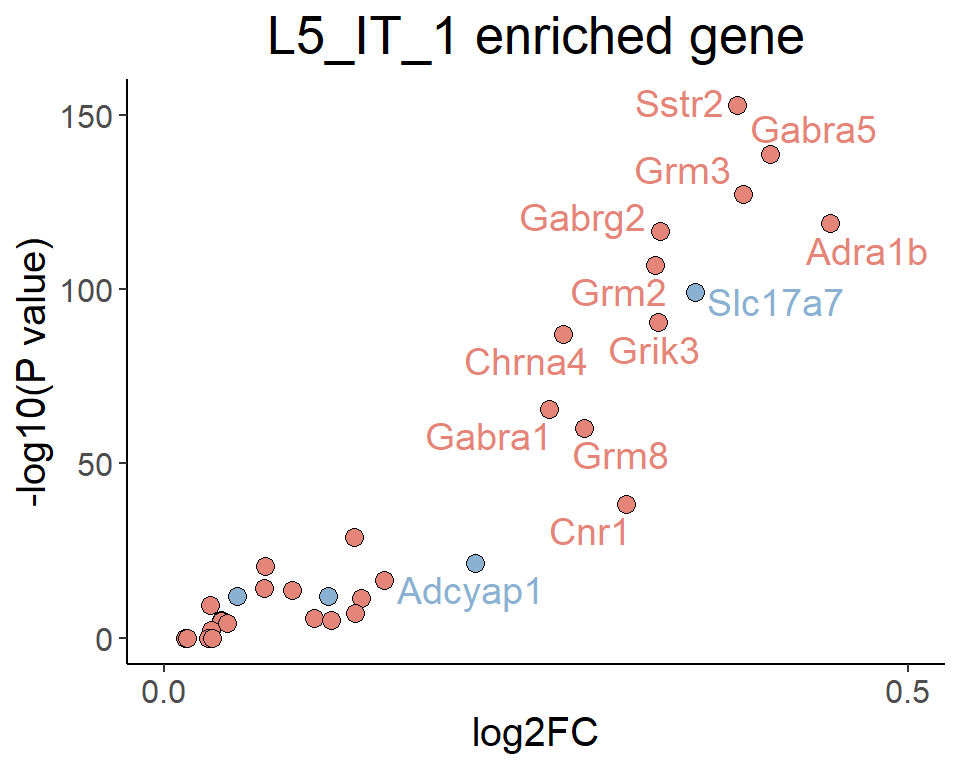 L5_IT_1 enriched gene
150
Sstr2
Gabra5
Grm3
Gabrg2
Adra1b
100
Grm2
Slc17a7
Grik3
Chrna4
Gabra1
50
Grm8
Cnr1
Adcyap1
0
-log10(P value)
0.0
0.5
log2FC